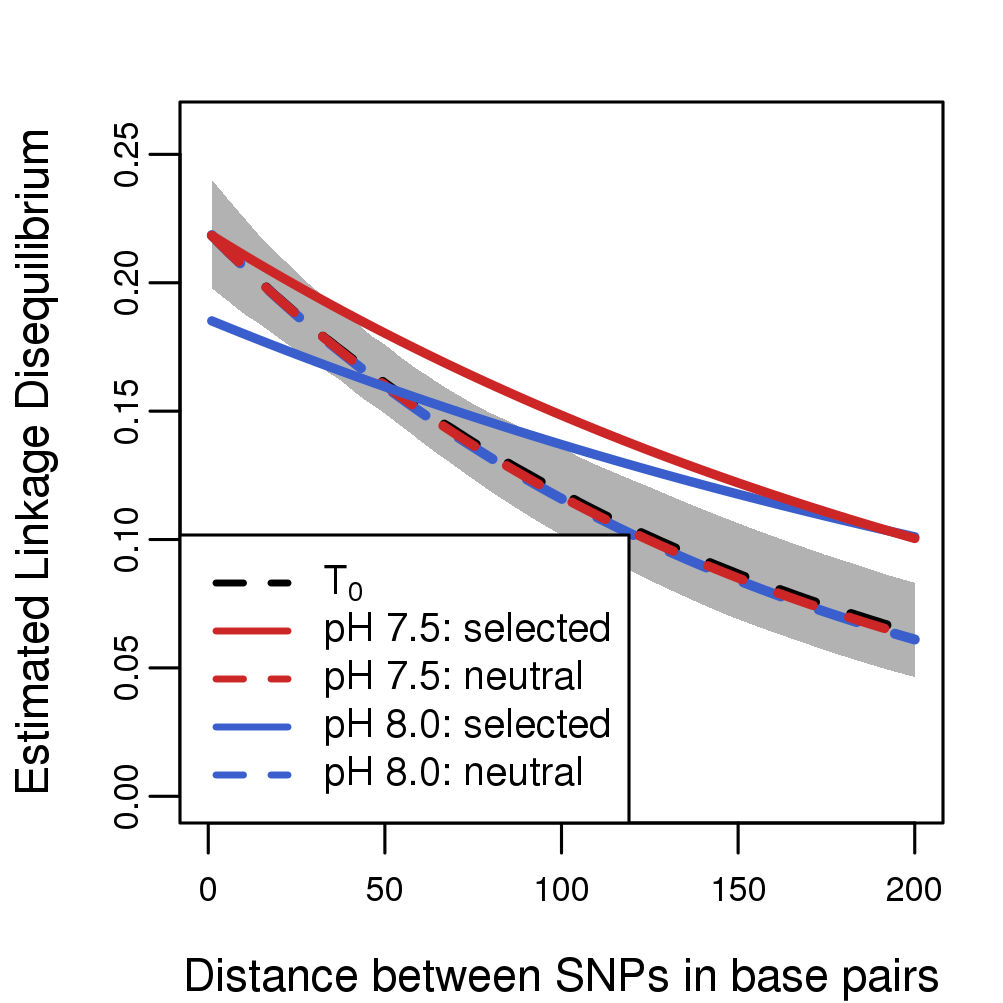 Estimated Linkage Disequilibrium
0.25
0.20
0.15
0.10
0.05
0.00
T0
pH 7.5: selected
pH 7.5: neutral
pH 8.0: selected
pH 8.0: neutral
0 50 100 150 200
Distance between SNPs in base pairs